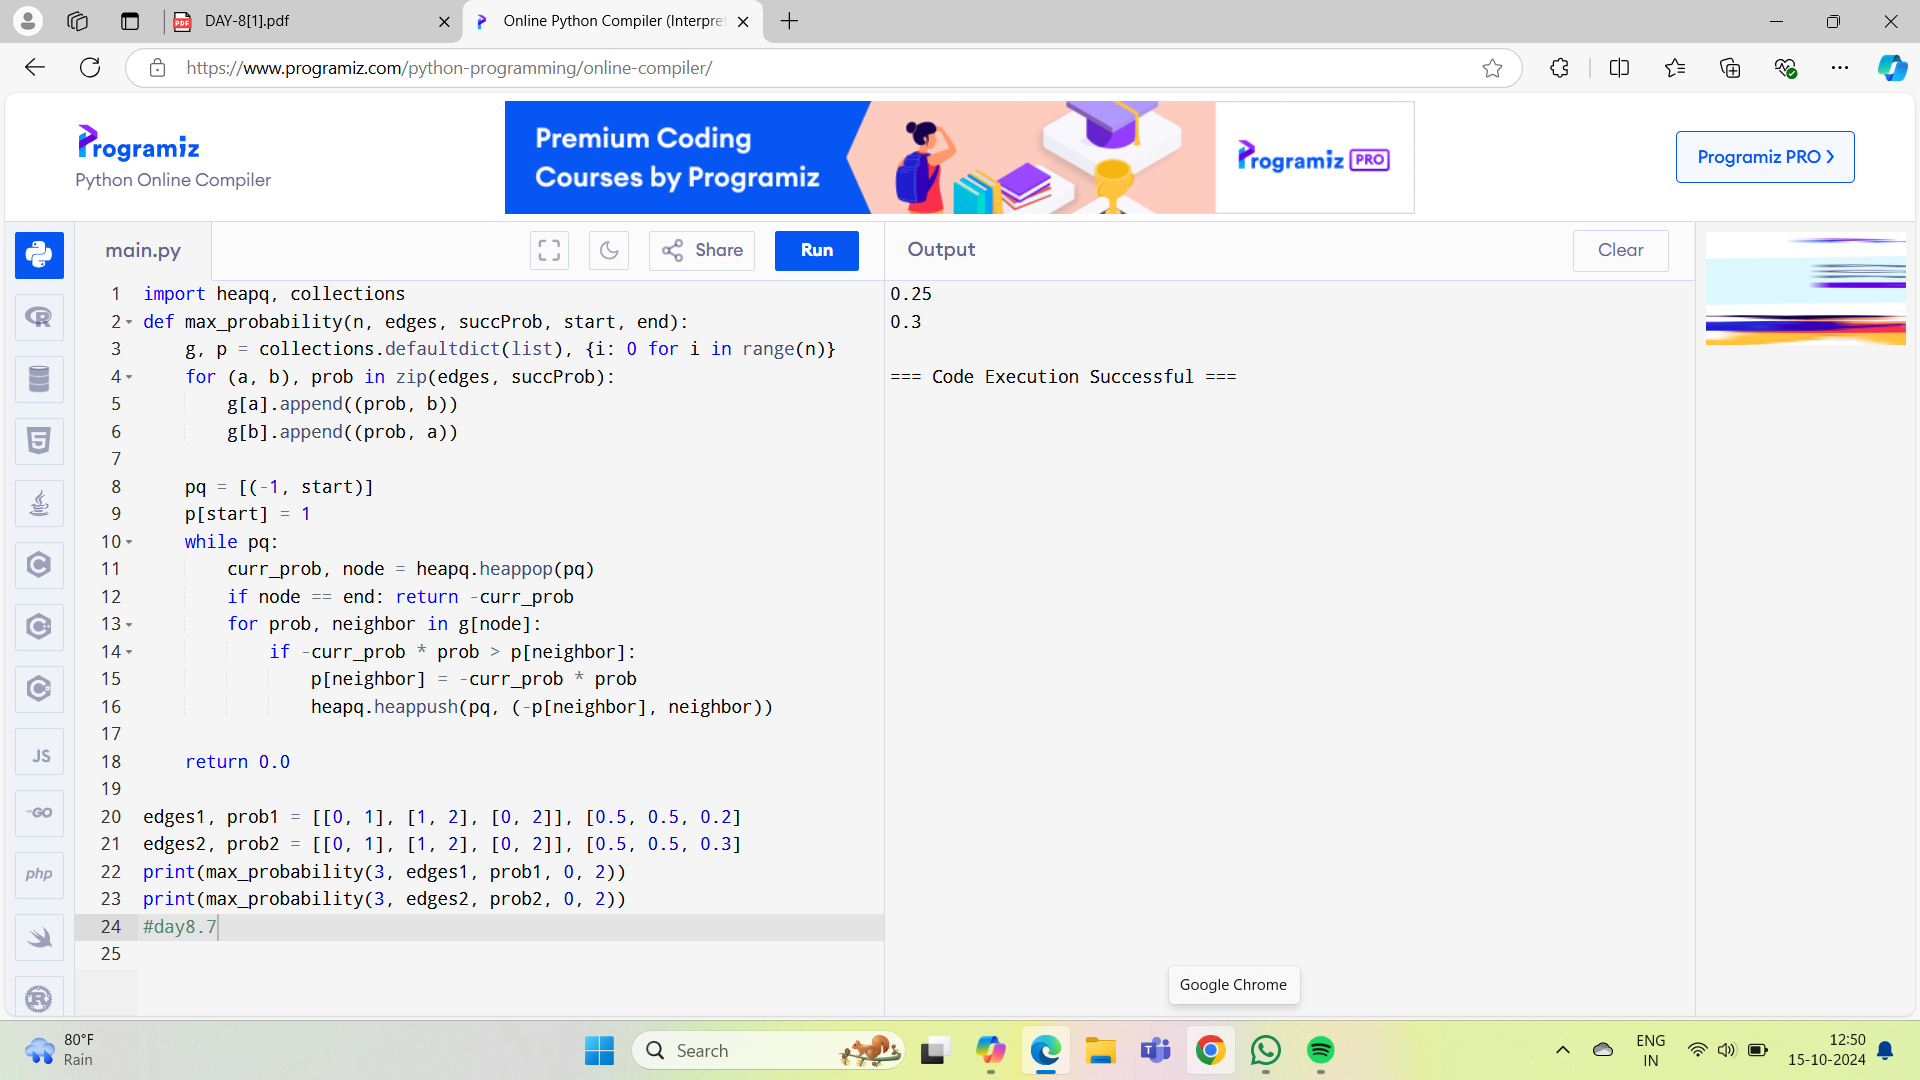 DAY-8[1].pdf
Online Python Compiler (Interpre
https://www.programiz.com/python-programming/online-compiler/
Programiz
Python Online Compiler
Premium Coding
Courses by Programiz
Programiz PRO
Programiz PRO
main.py
Share
Run
Output
Clear
1 import heapq, collections
2 def max_probability(n, edges, succProb, start, end):
3 g, p = collections.defaultdict(list), {i: 0 for i in range(n)}
4 for (a, b), prob in zip(edges, succProb):
5 g[a].append((prob, b))
6 g[b].append((prob, a))
7
8 pq = [(-1, start)]
9 p[start] = 1
10 while pq:
11 curr_prob, node = heapq.heappop(pq)
12 if node == end: return -curr_prob
13 for prob, neighbor in g[node]:
14 if -curr_prob * prob > p[neighbor]:
15 p[neighbor] = -curr_prob * prob
16 heapq.heappush(pq, (-p[neighbor], neighbor))
17
18 return 0.0
19
20 edges1, prob1 = [[0, 1], [1, 2], [0, 2]], [0.5, 0.5, 0.2]
21 edges2, prob2 = [[0, 1], [1, 2], [0, 2]], [0.5, 0.5, 0.3]
22 print(max_probability(3, edges1, prob1, 0, 2))
23 print(max_probability(3, edges2, prob2, 0, 2))
24 #day8.7
25
0.25
0.3
=== Code Execution Successful ===
R
5
C
C
C
JS
GO
php
R
Google Chrome
80°F
Rain
Search
ENG
IN
12:50
15-10-2024